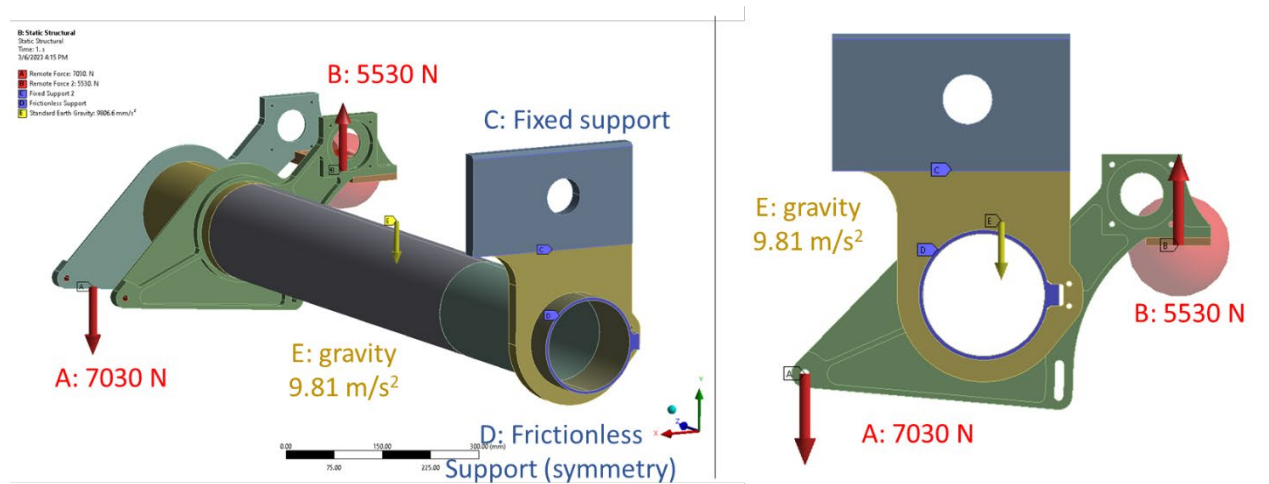 B: Static Structural
Static Structural
Time: 1. s
3/6/2023 4:15 PM
A Remote Force: 7030. N
B Remote Force 2: 5530. N
C Fixed Support 2
D Frictionless Support
E Standard Earth Gravity: 9806.6 mm/s²
B: 5530 N
C: Fixed support
B
E
C
D
A
A: 7030 N
E: gravity
9.81 m/s²
D: Frictionless
Support (symmetry)
0.00
150.00
300.00 (mm)
75.00
225.00
Y
Z
X
C
E: gravity
9.81 m/s²
E
D
B
B: 5530 N
A
A: 7030 N